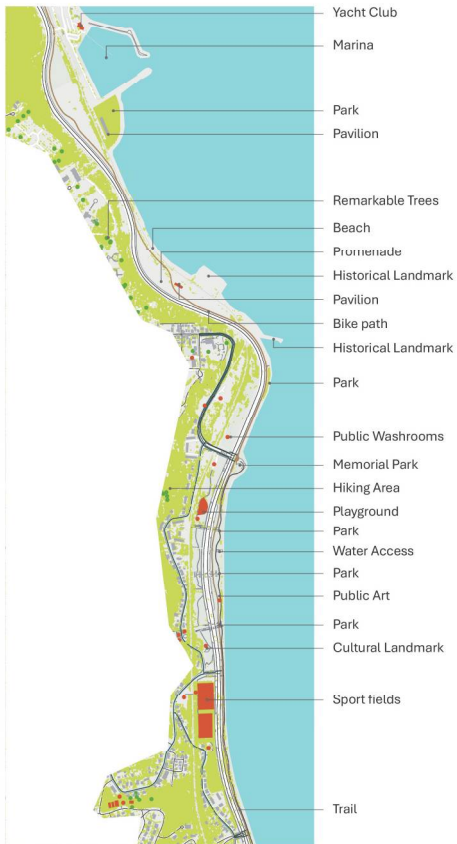 Yacht Club
Marina
Park
Pavilion
Remarkable Trees
Beach
Promenade
Historical Landmark
Pavilion
Bike path
Historical Landmark
Park
Public Washrooms
Memorial Park
Hiking Area
Playground
Park
Water Access
Park
Public Art
Park
Cultural Landmark
Sport fields
Trail